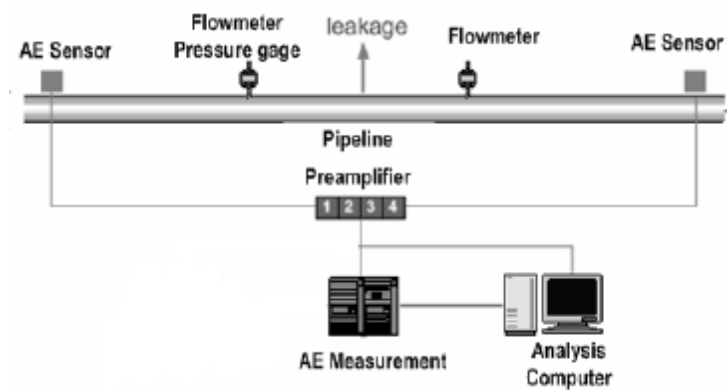 AE Sensor
Flowmeter
Pressure gage
leakage
Flowmeter
AE Sensor
Pipeline
Preamplifier
1 2 3 4
AE Measurement
Analysis
Computer